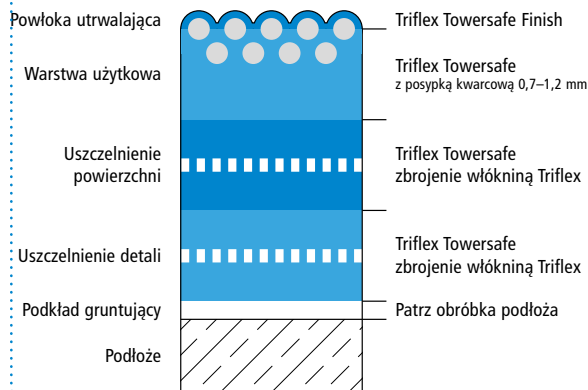 Powłoka utrwalająca
Triflex Towersafe Finish
Warstwa użytkowa
Triflex Towersafe
z posypką kwarcową 0,7–1,2 mm
Uszczelnienie
powierzchni
Triflex Towersafe
zbrojenie włókniną Triflex
Uszczelnienie detali
Triflex Towersafe
zbrojenie włókniną Triflex
Podkład gruntujący
Patrz obróbka podłoża
Podłoże